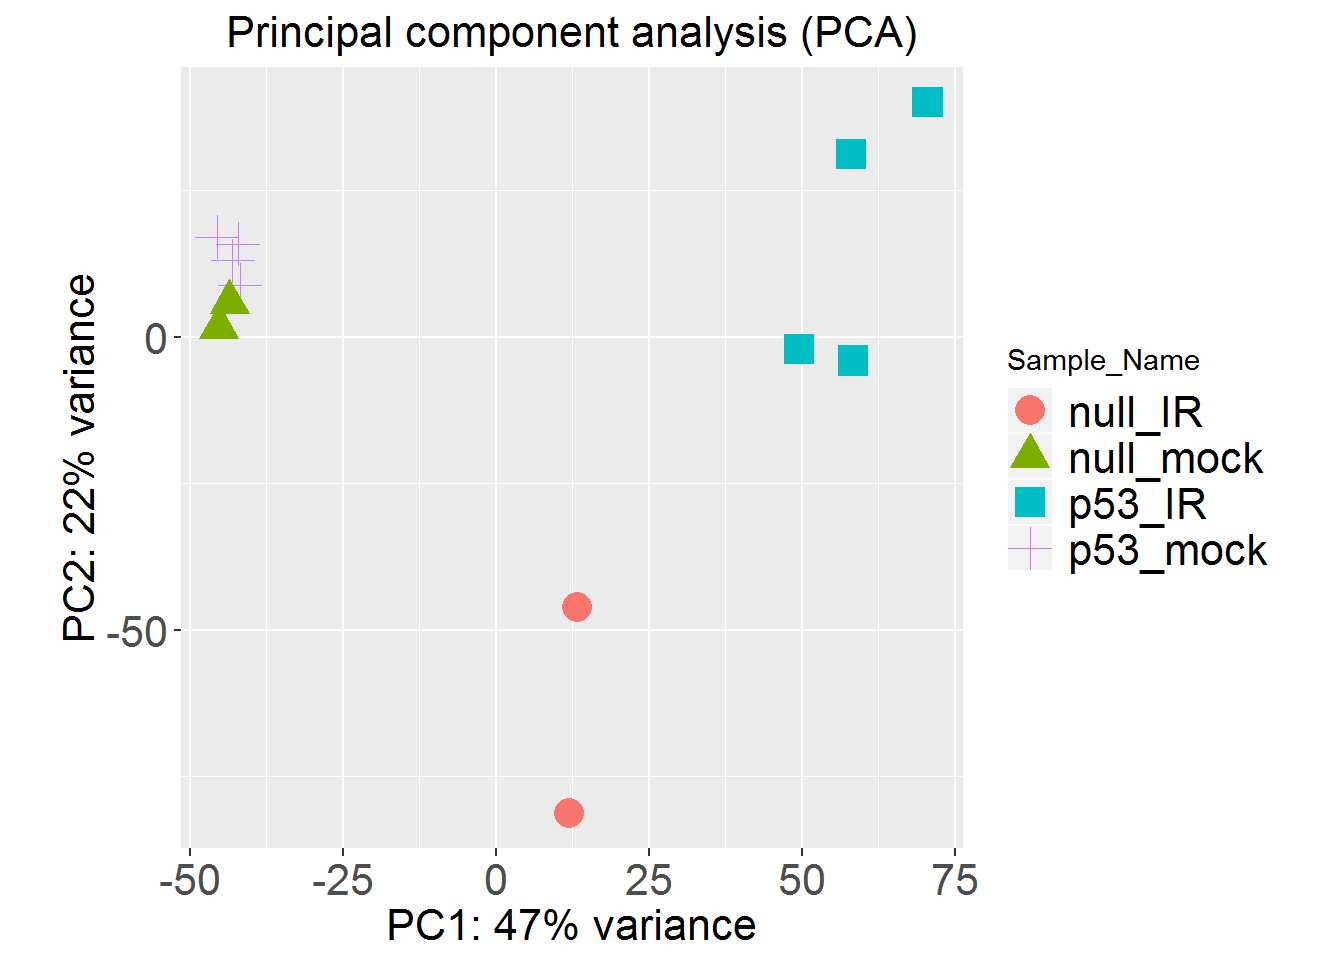 Principal component analysis (PCA)
PC2: 22% variance
0
-50
-50
-25
0
25
50
75
PC1: 47% variance
Sample_Name
null_IR
null_mock
p53_IR
p53_mock